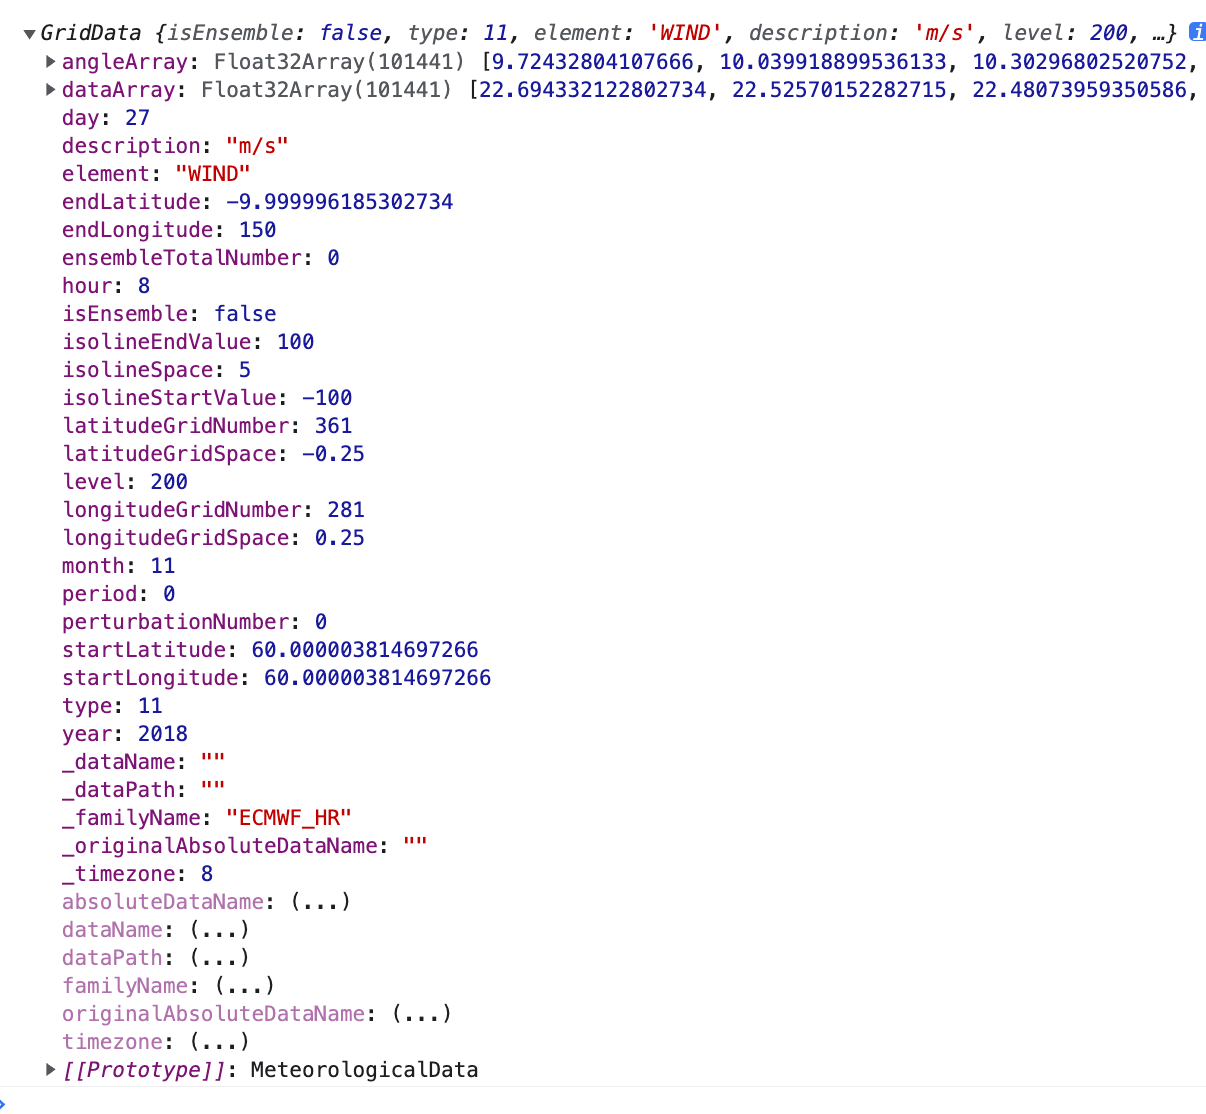 ▼GridData {isEnsemble: false, type: 11, element: 'WIND', description: 'm/s', level: 200, …} i
▶angleArray: Float32Array(101441) [9.72432804107666, 10.039918899536133, 10.30296802520752,
▶dataArray: Float32Array(101441) [22.694332122802734, 22.52570152282715, 22.48073959350586,
day: 27
description: "m/s"
element: "WIND"
endLatitude: -9.999996185302734
endLongitude: 150
ensembleTotalNumber: 0
hour: 8
isEnsemble: false
isolineEndValue: 100
isolineSpace: 5
isolineStartValue: -100
latitudeGridNumber: 361
latitudeGridSpace: -0.25
level: 200
longitudeGridNumber: 281
longitudeGridSpace: 0.25
month: 11
period: 0
perturbationNumber: 0
startLatitude: 60.000003814697266
startLongitude: 60.000003814697266
type: 11
year: 2018
_dataName: ""
_dataPath: ""
_familyName: "ECMWF_HR"
_originalAbsoluteDataName: ""
_timezone: 8
absoluteDataName: (...)
dataName: (...)
dataPath: (...)
familyName: (...)
originalAbsoluteDataName: (...)
timezone: (...)
▶[[Prototype]]: MeteorologicalData